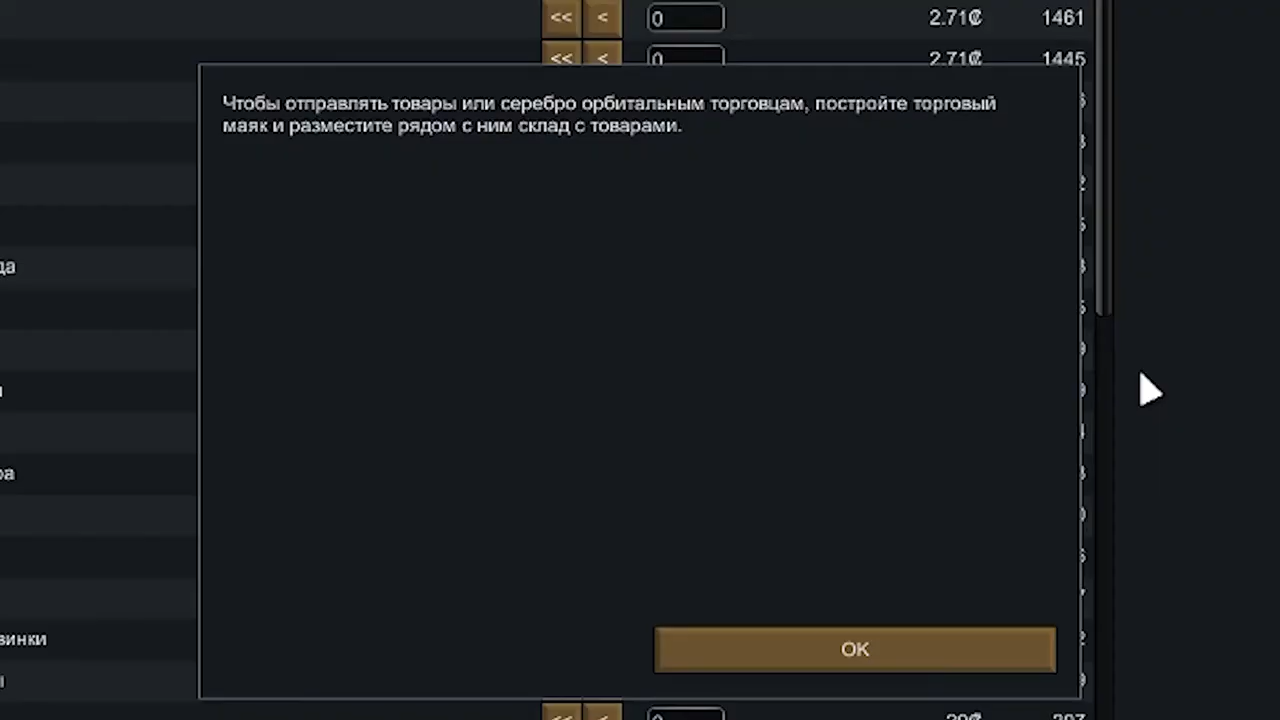 << < 0 2.71₡ 1461
<< < 0 2.71₡ 1445
Чтобы отправлять товары или серебро орбитальным торговцам, постройте торговый
маяк и разместите рядом с ним склад с товарами.
OK